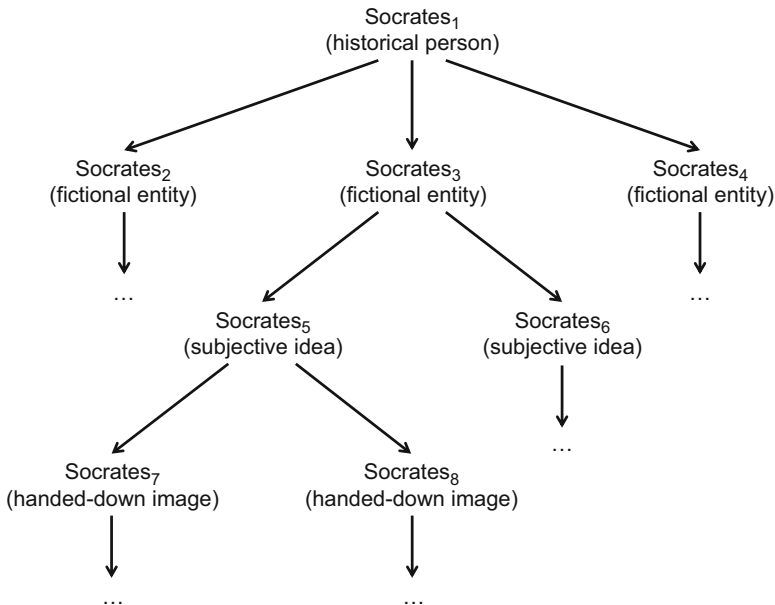 Socrates₁
(historical person)
Socrates₂
(fictional entity)
Socrates₃
(fictional entity)
Socrates₄
(fictional entity)
…
…
Socrates₅
(subjective idea)
Socrates₆
(subjective idea)
…
Socrates₇
(handed-down image)
Socrates₈
(handed-down image)
…
…